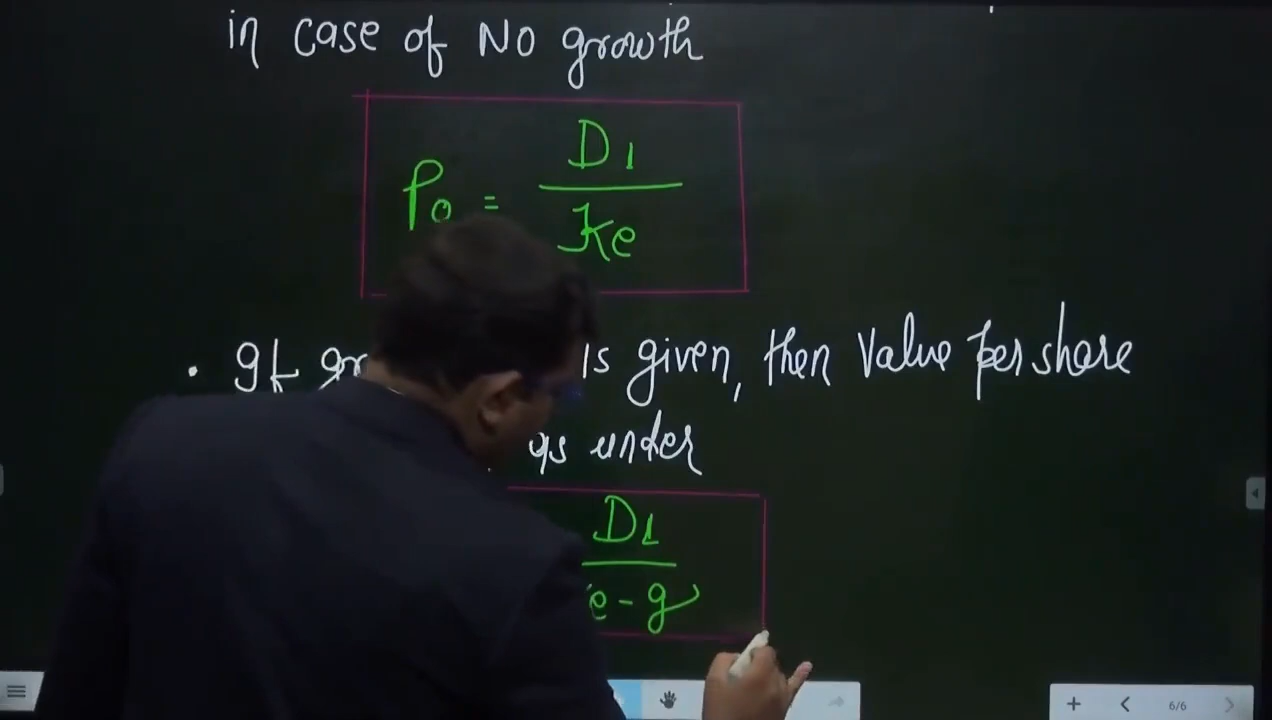 in case of No growth
D1
P0 =
Ke
. If is given, then Value per share
as under
D1
e - g
6/6